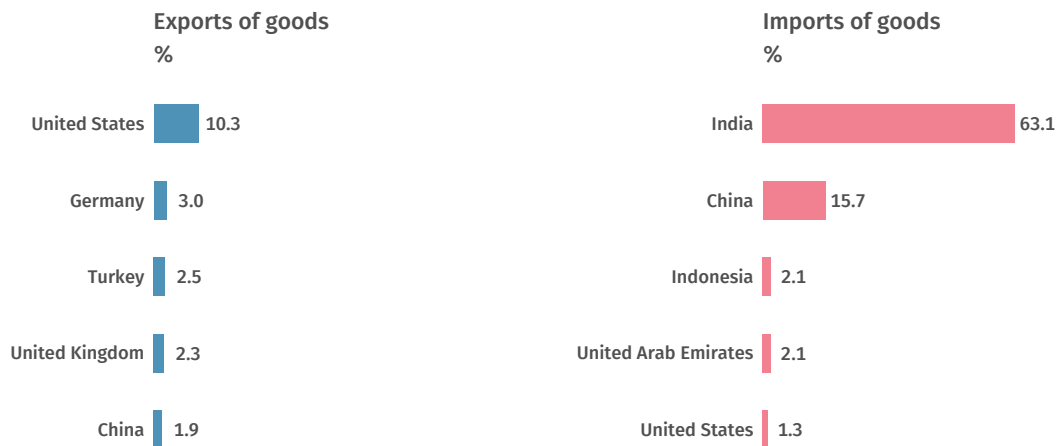 Exports of goods
%
United States 10.3
Germany 3.0
Turkey 2.5
United Kingdom 2.3
China 1.9
Imports of goods
%
India 63.1
China 15.7
Indonesia 2.1
United Arab Emirates 2.1
United States 1.3